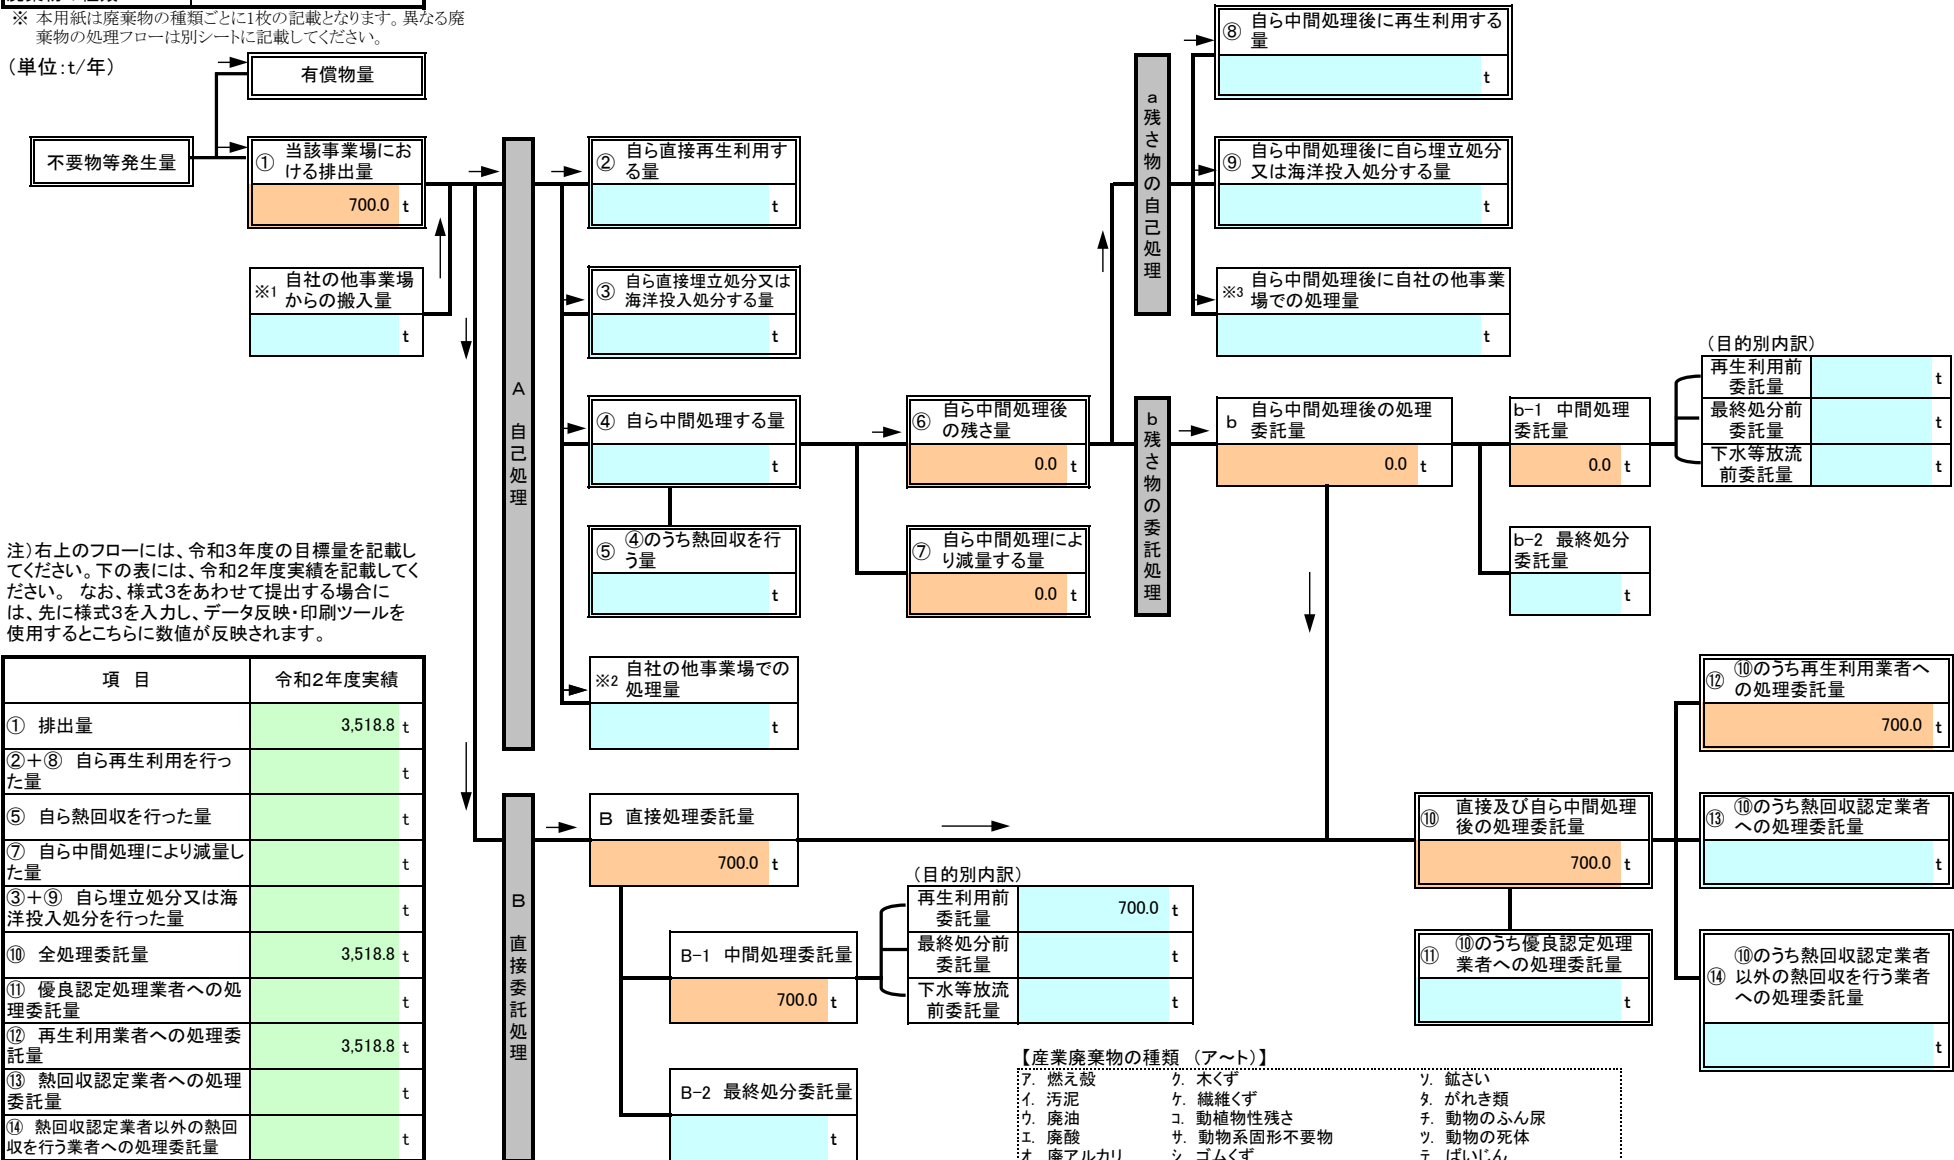 ※ 本用紙は廃棄物の種類ごとに1枚の記載となります。異なる廃
棄物の処理フローは別シートに記載してください。
(単位:t/年)
有償物量
不要物等発生量
① 当該事業場にお
ける排出量
700.0 t
※1 自社の他事業場
からの搬入量
t
A 自己処理
② 自ら直接再生利用す
る量
t
③ 自ら直接埋立処分又は
海洋投入処分する量
t
④ 自ら中間処理する量
t
⑤ ④のうち熱回収を行
う量
t
※2 自社の他事業場での
処理量
t
⑥ 自ら中間処理後
の残さ量
0.0 t
⑦ 自ら中間処理によ
り減量する量
0.0 t
a残さ物の自己処理
⑧ 自ら中間処理後に再生利用する
量
t
⑨ 自ら中間処理後に自ら埋立処分
又は海洋投入処分する量
t
※3 自ら中間処理後に自社の他事業
場での処理量
t
b残さ物の委託処理
b 自ら中間処理後の処理
委託量
0.0 t
b-1 中間処理
委託量
0.0 t
(目的別内訳)
再生利用前
委託量
t
最終処分前
委託量
t
下水等放流
前委託量
t
b-2 最終処分
委託量
t
注)右上のフローには、令和3年度の目標量を記載し
てください。下の表には、令和2年度実績を記載してく
ださい。 なお、様式3をあわせて提出する場合に
は、先に様式3を入力し、データ反映・印刷ツールを
使用するとこちらに数値が反映されます。
項 目 令和2年度実績
① 排出量 3,518.8 t
②+⑧ 自ら再生利用を行っ
た量
t
⑤ 自ら熱回収を行った量 t
⑦ 自ら中間処理により減量し
た量
t
③+⑨ 自ら埋立処分又は海
洋投入処分を行った量
t
⑩ 全処理委託量 3,518.8 t
⑪ 優良認定処理業者への処
理委託量
t
⑫ 再生利用業者への処理委
託量
3,518.8 t
⑬ 熱回収認定業者への処理
委託量
t
⑭ 熱回収認定業者以外の熱回
収を行う業者への処理委託量
t
B 直接委託処理
B 直接処理委託量
700.0 t
B-1 中間処理委託量
700.0 t
(目的別内訳)
再生利用前
委託量
700.0 t
最終処分前
委託量
t
下水等放流
前委託量
t
B-2 最終処分委託量
t
⑩ 直接及び自ら中間処理
後の処理委託量
700.0 t
⑪ ⑩のうち優良認定処理
業者への処理委託量
t
⑫ ⑩のうち再生利用業者へ
の処理委託量
700.0 t
⑬ ⑩のうち熱回収認定業者
への処理委託量
t
⑭ ⑩のうち熱回収認定業者
以外の熱回収を行う業者
への処理委託量
t
【産業廃棄物の種類 (ア~ト)】
ア. 燃え殻 ク. 木くず ソ. 鉱さい
イ. 汚泥 ケ. 繊維くず タ. がれき類
ウ. 廃油 コ. 動植物性残さ チ. 動物のふん尿
エ. 廃酸 サ. 動物系固形不要物 ツ. 動物の死体
オ. 廃アルカリ シ. ゴムくず テ. ばいじん